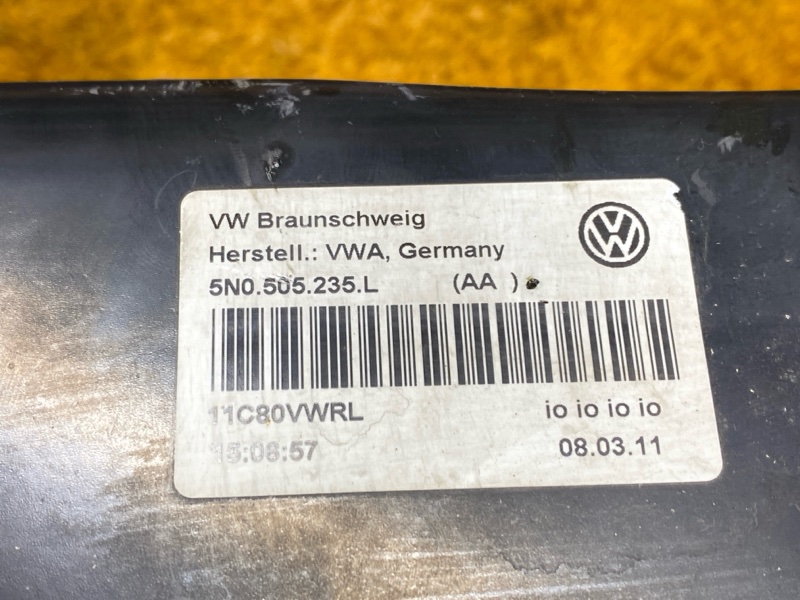 VW Braunschweig
Herstell.: VWA, Germany
5N0.505.235.L (AA )
11C80VWRL io io io io
15:08:57 08.03.11